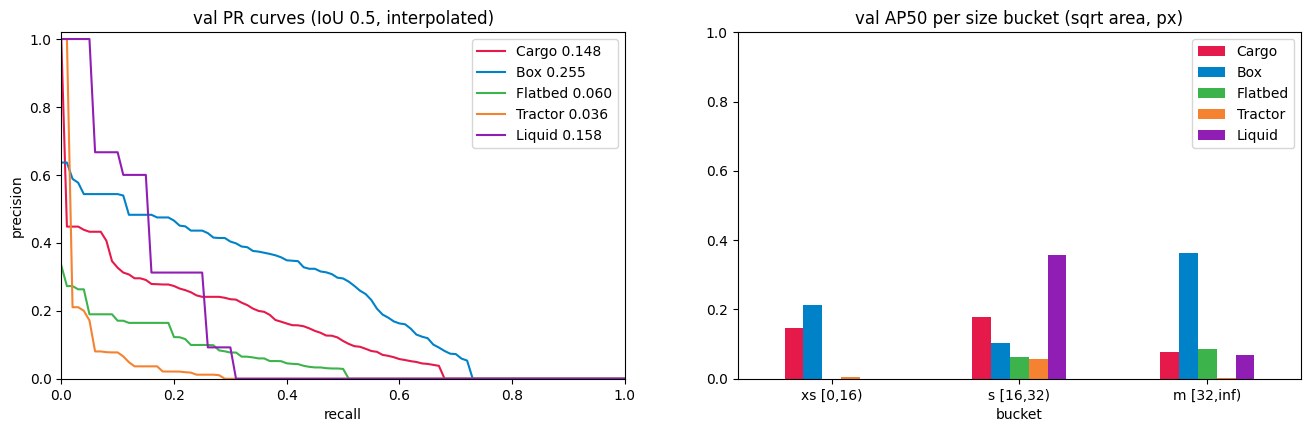 val PR curves (IoU 0.5, interpolated)
1.0
0.8
0.6
0.4
0.2
0.0
precision
0.0 0.2 0.4 0.6 0.8 1.0
recall
Cargo 0.148
Box 0.255
Flatbed 0.060
Tractor 0.036
Liquid 0.158
val AP50 per size bucket (sqrt area, px)
1.0
0.8
0.6
0.4
0.2
0.0
xs [0,16) s [16,32) m [32,inf)
bucket
Cargo
Box
Flatbed
Tractor
Liquid